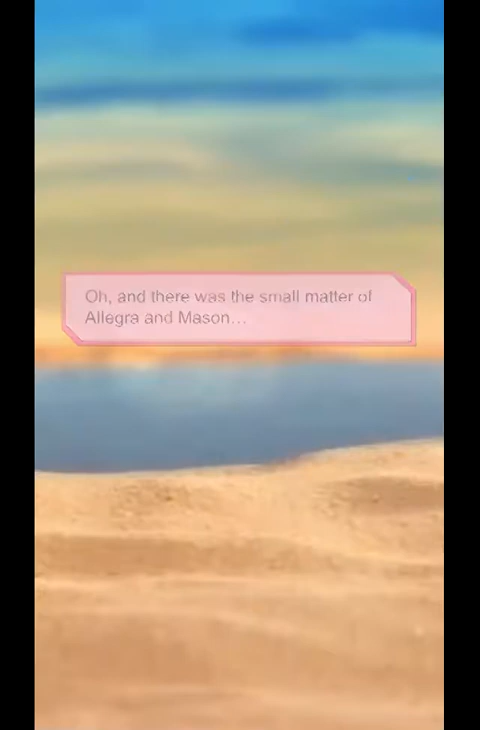 Oh, and there was the small matter of
Allegra and Mason...